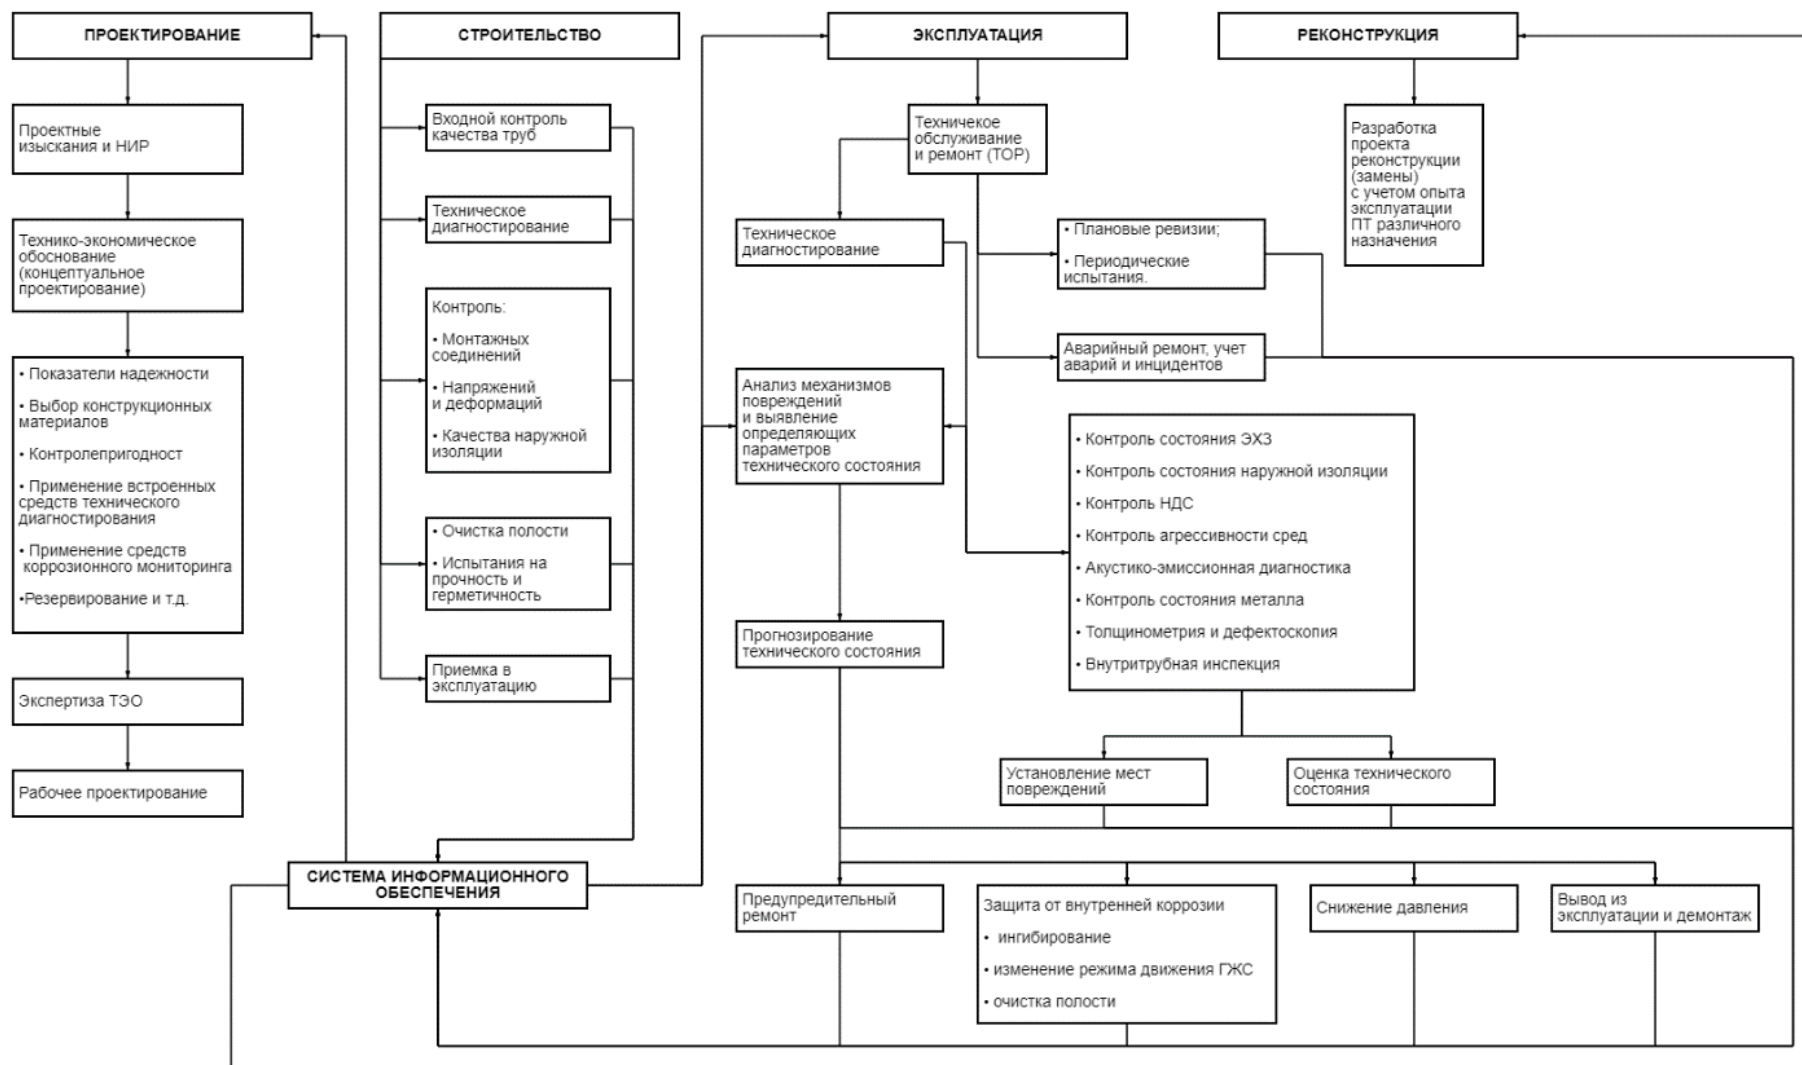 ПРОЕКТИРОВАНИЕ
Проектные
изыскания и НИР
Технико-экономическое
обоснование
(концептуальное
проектирование)
• Показатели надежности
• Выбор конструкционных
материалов
• Контролепригодност
• Применение встроенных
средств технического
диагностирования
• Применение средств
коррозионного мониторинга
•Резервирование и т.д.
Экспертиза ТЭО
Рабочее проектирование
СТРОИТЕЛЬСТВО
Входной контроль
качества труб
Техническое
диагностирование
Контроль:
• Монтажных
соединений
• Напряжений
и деформаций
• Качества наружной
изоляции
• Очистка полости
• Испытания на
прочность и
герметичность
Приемка в
эксплуатацию
СИСТЕМА ИНФОРМАЦИОННОГО
ОБЕСПЕЧЕНИЯ
ЭКСПЛУАТАЦИЯ
Техничекое
обслуживание
и ремонт (ТОР)
Техническое
диагностирование
• Плановые ревизии;
• Периодические
испытания.
Аварийный ремонт, учет
аварий и инцидентов
Анализ механизмов
повреждений
и выявление
определяющих
параметров
технического состояния
• Контроль состояния ЭХЗ
• Контроль состояния наружной изоляции
• Контроль НДС
• Контроль агрессивности сред
• Акустико-эмиссионная диагностика
• Контроль состояния металла
• Толщинометрия и дефектоскопия
• Внутритрубная инспекция
Прогнозирование
технического состояния
Установление мест
повреждений
Оценка технического
состояния
Предупредительный
ремонт
Защита от внутренней коррозии
• ингибирование
• изменение режима движения ГЖС
• очистка полости
Снижение давления
Вывод из
эксплуатации и демонтаж
РЕКОНСТРУКЦИЯ
Разработка
проекта
реконструкции
(замены)
с учетом опыта
эксплуатации
ПТ различного
назначения